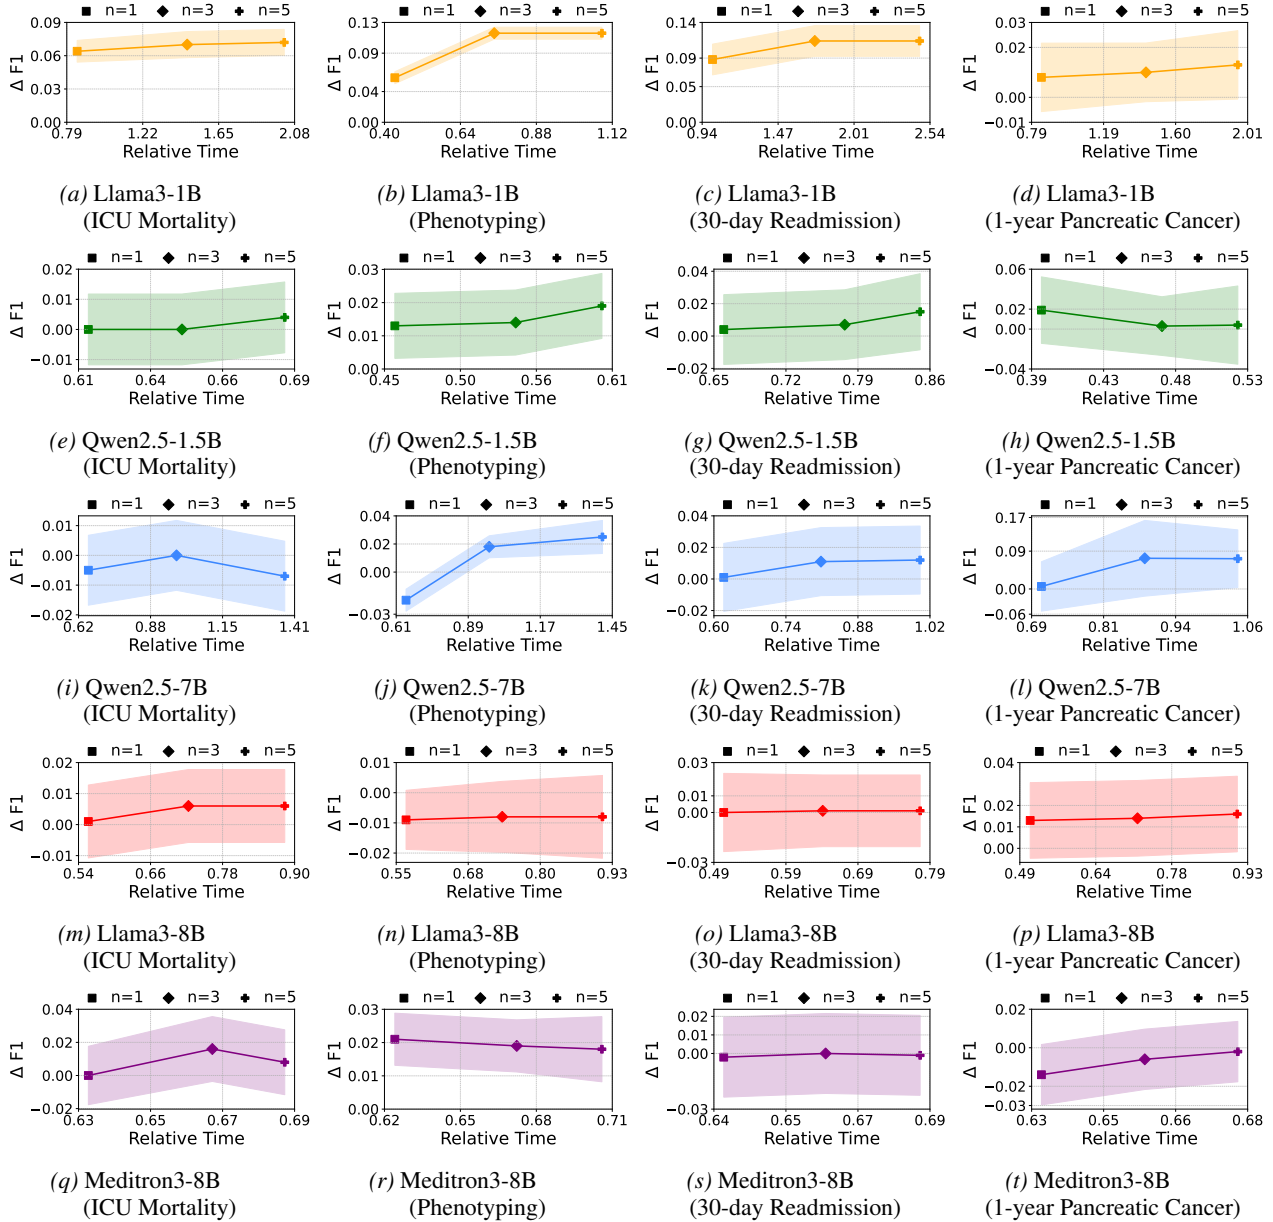 n=1 n=3 n=5
n=1 n=3 n=5
n=1 n=3 n=5
n=1 n=3 n=5
Δ F1
0.09
0.06
0.03
0.00
0.79 1.22 1.65 2.08
Relative Time
Δ F1
0.13
0.09
0.04
0.00
0.40 0.64 0.88 1.12
Relative Time
Δ F1
0.14
0.09
0.05
0.00
0.94 1.47 2.01 2.54
Relative Time
Δ F1
0.03
0.02
0.00
−0.01
0.79 1.19 1.60 2.01
Relative Time
(a) Llama3-1B
(ICU Mortality)
(b) Llama3-1B
(Phenotyping)
(c) Llama3-1B
(30-day Readmission)
(d) Llama3-1B
(1-year Pancreatic Cancer)
n=1 n=3 n=5
n=1 n=3 n=5
n=1 n=3 n=5
n=1 n=3 n=5
Δ F1
0.02
0.01
0.00
−0.01
0.61 0.64 0.66 0.69
Relative Time
Δ F1
0.03
0.02
0.01
0.00
0.45 0.50 0.56 0.61
Relative Time
Δ F1
0.04
0.02
0.00
−0.02
0.65 0.72 0.79 0.86
Relative Time
Δ F1
0.06
0.02
0.00
−0.04
0.39 0.43 0.48 0.53
Relative Time
(e) Qwen2.5-1.5B
(ICU Mortality)
(f) Qwen2.5-1.5B
(Phenotyping)
(g) Qwen2.5-1.5B
(30-day Readmission)
(h) Qwen2.5-1.5B
(1-year Pancreatic Cancer)
n=1 n=3 n=5
n=1 n=3 n=5
n=1 n=3 n=5
n=1 n=3 n=5
Δ F1
0.01
0.00
−0.01
−0.02
0.62 0.88 1.15 1.41
Relative Time
Δ F1
0.04
0.02
0.00
−0.03
0.61 0.89 1.17 1.45
Relative Time
Δ F1
0.04
0.02
0.00
−0.02
0.60 0.74 0.88 1.02
Relative Time
Δ F1
0.17
0.09
0.00
−0.06
0.69 0.81 0.94 1.06
Relative Time
(i) Qwen2.5-7B
(ICU Mortality)
(j) Qwen2.5-7B
(Phenotyping)
(k) Qwen2.5-7B
(30-day Readmission)
(l) Qwen2.5-7B
(1-year Pancreatic Cancer)
n=1 n=3 n=5
n=1 n=3 n=5
n=1 n=3 n=5
n=1 n=3 n=5
Δ F1
0.02
0.01
0.00
−0.01
0.54 0.66 0.78 0.90
Relative Time
Δ F1
0.01
0.00
−0.01
−0.02
0.55 0.68 0.80 0.93
Relative Time
Δ F1
0.03
0.01
0.00
−0.03
0.49 0.59 0.69 0.79
Relative Time
Δ F1
0.04
0.02
0.01
0.00
0.49 0.64 0.78 0.93
Relative Time
(m) Llama3-8B
(ICU Mortality)
(n) Llama3-8B
(Phenotyping)
(o) Llama3-8B
(30-day Readmission)
(p) Llama3-8B
(1-year Pancreatic Cancer)
n=1 n=3 n=5
n=1 n=3 n=5
n=1 n=3 n=5
n=1 n=3 n=5
Δ F1
0.04
0.02
0.00
−0.02
0.63 0.65 0.67 0.69
Relative Time
Δ F1
0.03
0.02
0.01
0.00
0.62 0.65 0.68 0.71
Relative Time
Δ F1
0.02
0.01
0.00
−0.03
0.64 0.65 0.67 0.69
Relative Time
Δ F1
0.02
0.00
−0.02
−0.03
0.63 0.65 0.66 0.68
Relative Time
(q) Meditron3-8B
(ICU Mortality)
(r) Meditron3-8B
(Phenotyping)
(s) Meditron3-8B
(30-day Readmission)
(t) Meditron3-8B
(1-year Pancreatic Cancer)